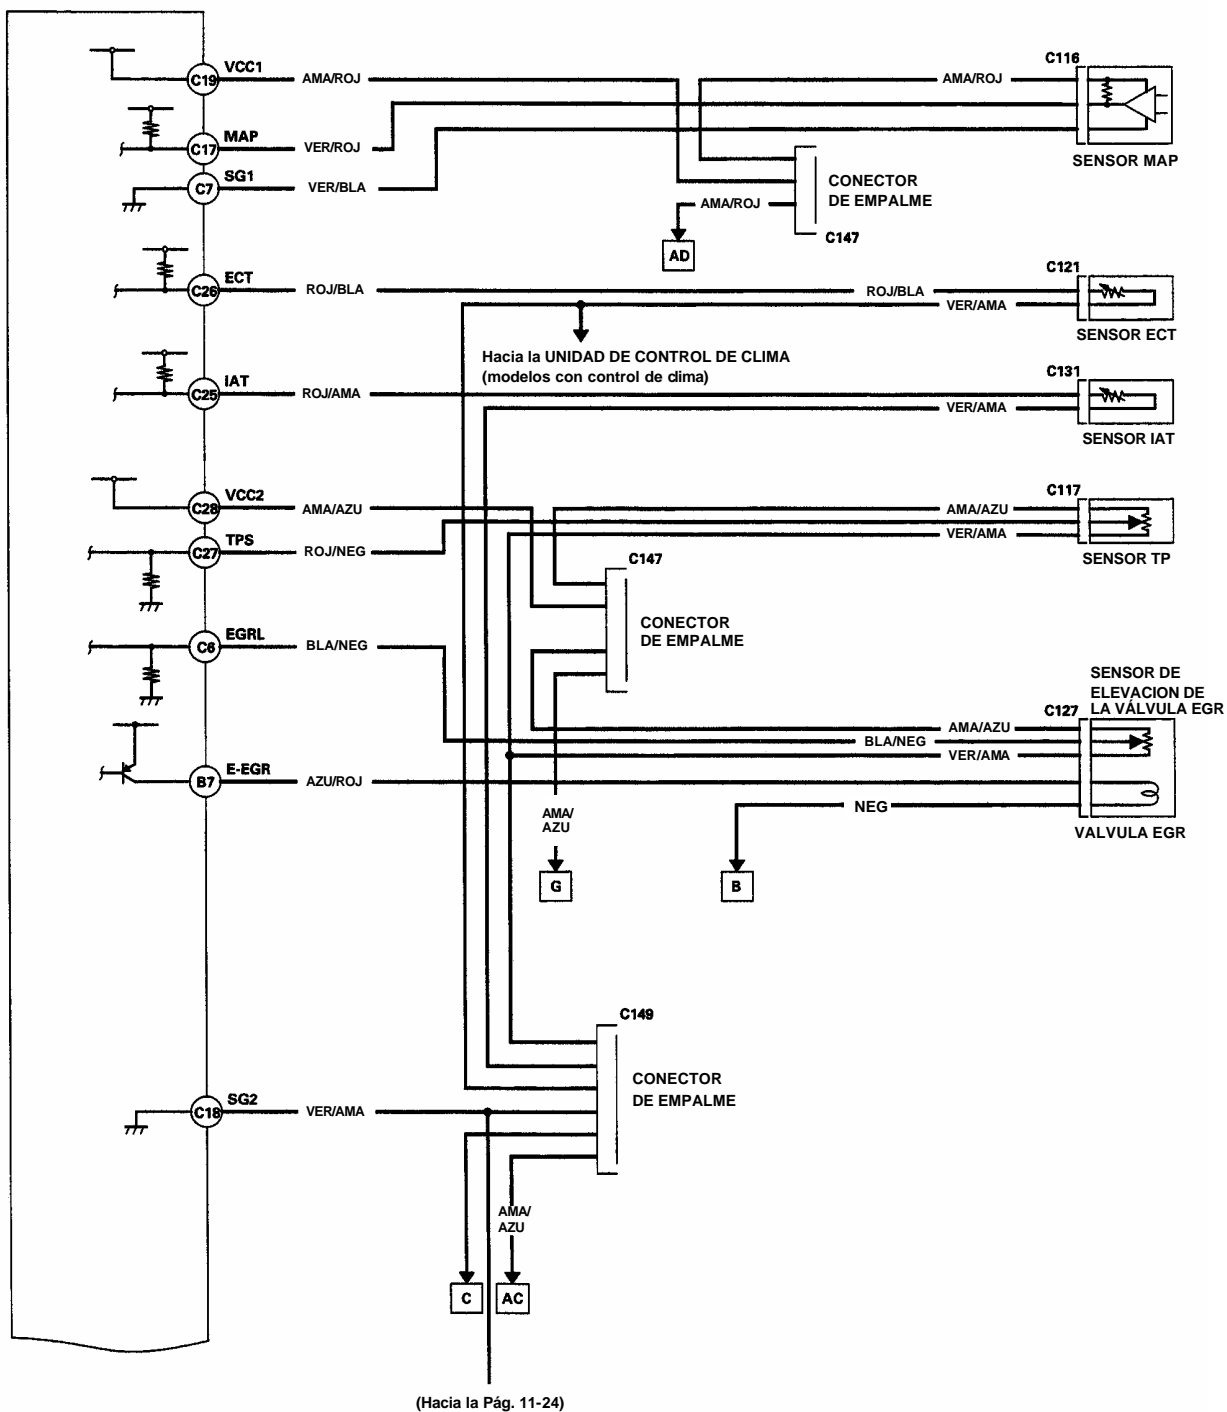 C19 VCC1 AMA/ROJ
AMA/ROJ C116
C17 MAP VER/ROJ
SENSOR MAP
C7 SG1 VER/BLA
CONECTOR
DE EMPALME
AMA/ROJ
C147
AD
C26 ECT ROJ/BLA
ROJ/BLA C121
VER/AMA
SENSOR ECT
Hacia la UNIDAD DE CONTROL DE CLIMA
(modelos con control de clima)
C25 IAT ROJ/AMA
C131
VER/AMA
SENSOR IAT
C28 VCC2 AMA/AZU
AMA/AZU C117
C27 TPS ROJ/NEG
VER/AMA
SENSOR TP
C147
CONECTOR
DE EMPALME
C6 EGRL BLA/NEG
SENSOR DE
ELEVACION DE
LA VÁLVULA EGR
C127
AMA/AZU
BLA/NEG
VER/AMA
B7 E-EGR AZU/ROJ
NEG
VALVULA EGR
AMA/
AZU
G
B
C149
CONECTOR
DE EMPALME
C18 SG2 VER/AMA
AMA/
AZU
C
AC
(Hacia la Pág. 11-24)